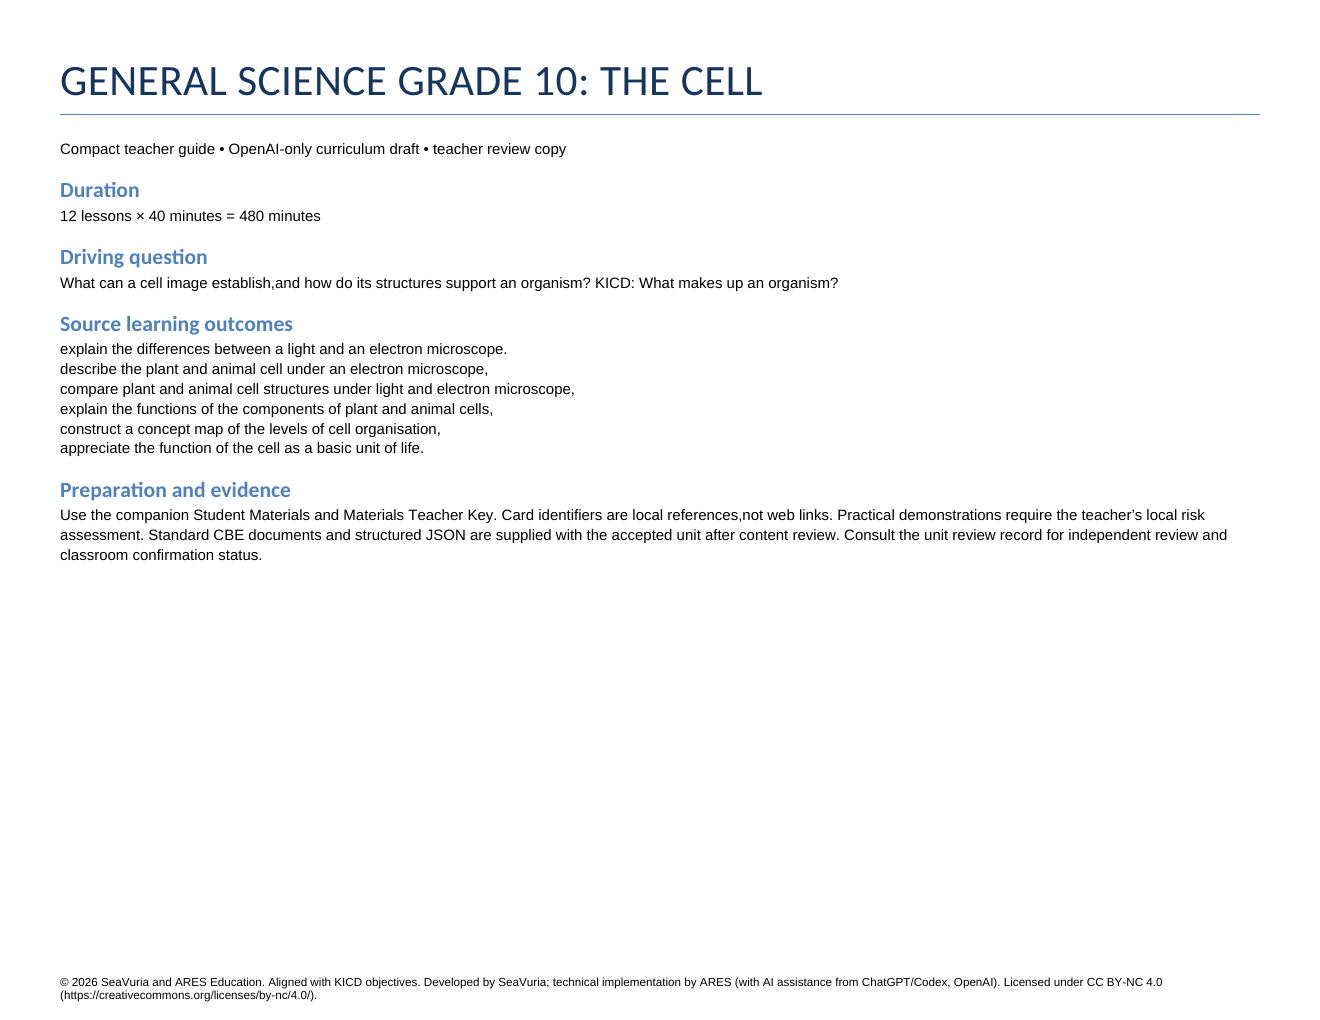 GENERAL SCIENCE GRADE 10: THE CELL
Compact teacher guide • OpenAI-only curriculum draft • teacher review copy
Duration
12 lessons × 40 minutes = 480 minutes
Driving question
What can a cell image establish,and how do its structures support an organism? KICD: What makes up an organism?
Source learning outcomes
explain the differences between a light and an electron microscope.
describe the plant and animal cell under an electron microscope,
compare plant and animal cell structures under light and electron microscope,
explain the functions of the components of plant and animal cells,
construct a concept map of the levels of cell organisation,
appreciate the function of the cell as a basic unit of life.
Preparation and evidence
Use the companion Student Materials and Materials Teacher Key. Card identifiers are local references,not web links. Practical demonstrations require the teacher’s local risk
assessment. Standard CBE documents and structured JSON are supplied with the accepted unit after content review. Consult the unit review record for independent review and
classroom confirmation status.
© 2026 SeaVuria and ARES Education. Aligned with KICD objectives. Developed by SeaVuria; technical implementation by ARES (with AI assistance from ChatGPT/Codex, OpenAI). Licensed under CC BY-NC 4.0
(https://creativecommons.org/licenses/by-nc/4.0/).